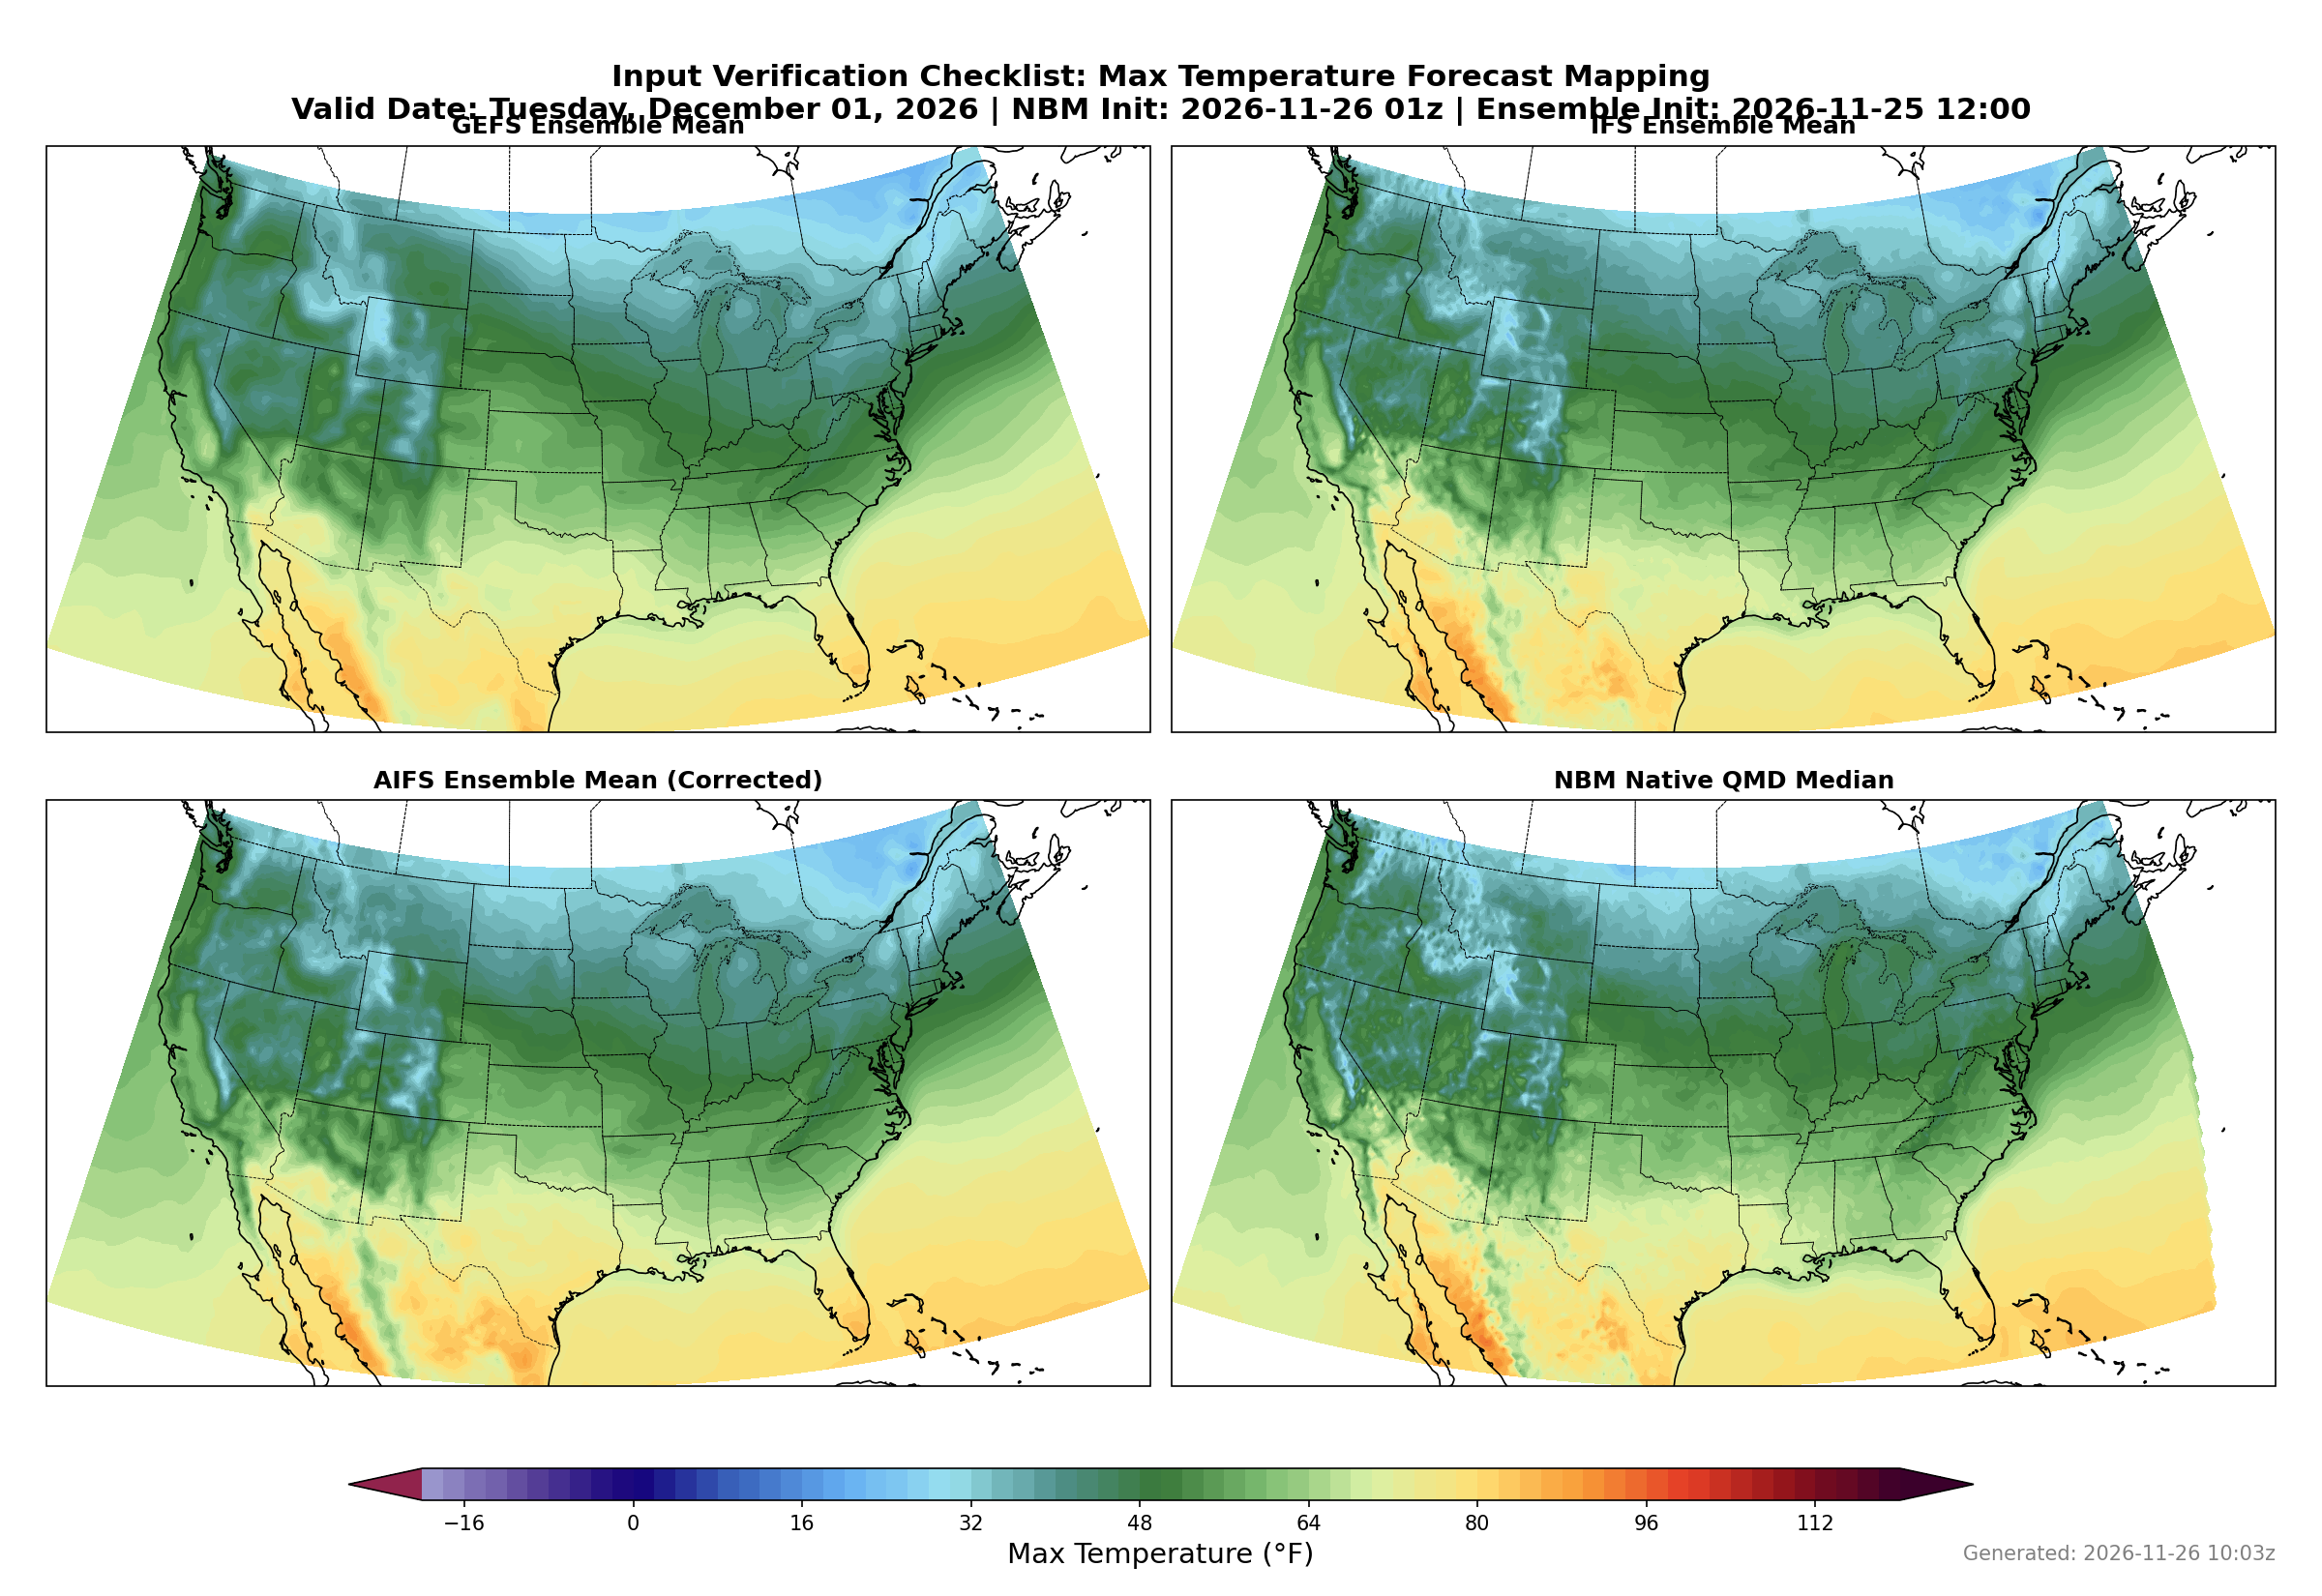 Input Verification Checklist: Max Temperature Forecast Mapping
Valid Date: Tuesday, December 01, 2026 | NBM Init: 2026-11-26 01z | Ensemble Init: 2026-11-25 12:00
GEFS Ensemble Mean
IFS Ensemble Mean
AIFS Ensemble Mean (Corrected)
NBM Native QMD Median
−16 0 16 32 48 64 80 96 112
Max Temperature (°F)
Generated: 2026-11-26 10:03z